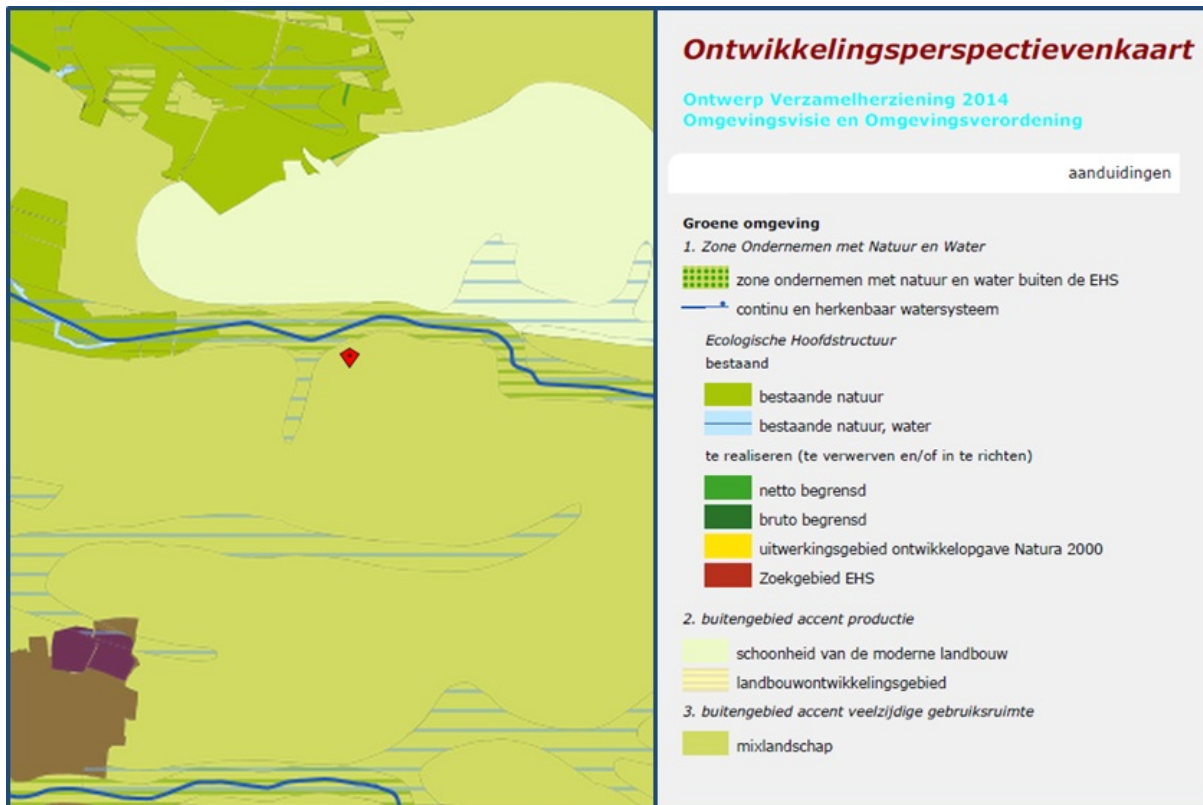 Ontwikkelingsperspectievenkaart
Ontwerp Verzamelherziening 2014
Omgevingsvisie en Omgevingsverordening
aanduidingen
Groene omgeving
1. Zone Ondernemen met Natuur en Water
zone ondernemen met natuur en water buiten de EHS
continu en herkenbaar watersysteem
Ecologische Hoofdstructuur
bestaand
bestaande natuur
bestaande natuur, water
te realiseren (te verwerven en/of in te richten)
netto begrensd
bruto begrensd
uitwerkingsgebied ontwikkelopgave Natura 2000
Zoekgebied EHS
2. buitengebied accent productie
schoonheid van de moderne landbouw
landbouwontwikkelingsgebied
3. buitengebied accent veelzijdige gebruiksruimte
mixlandschap